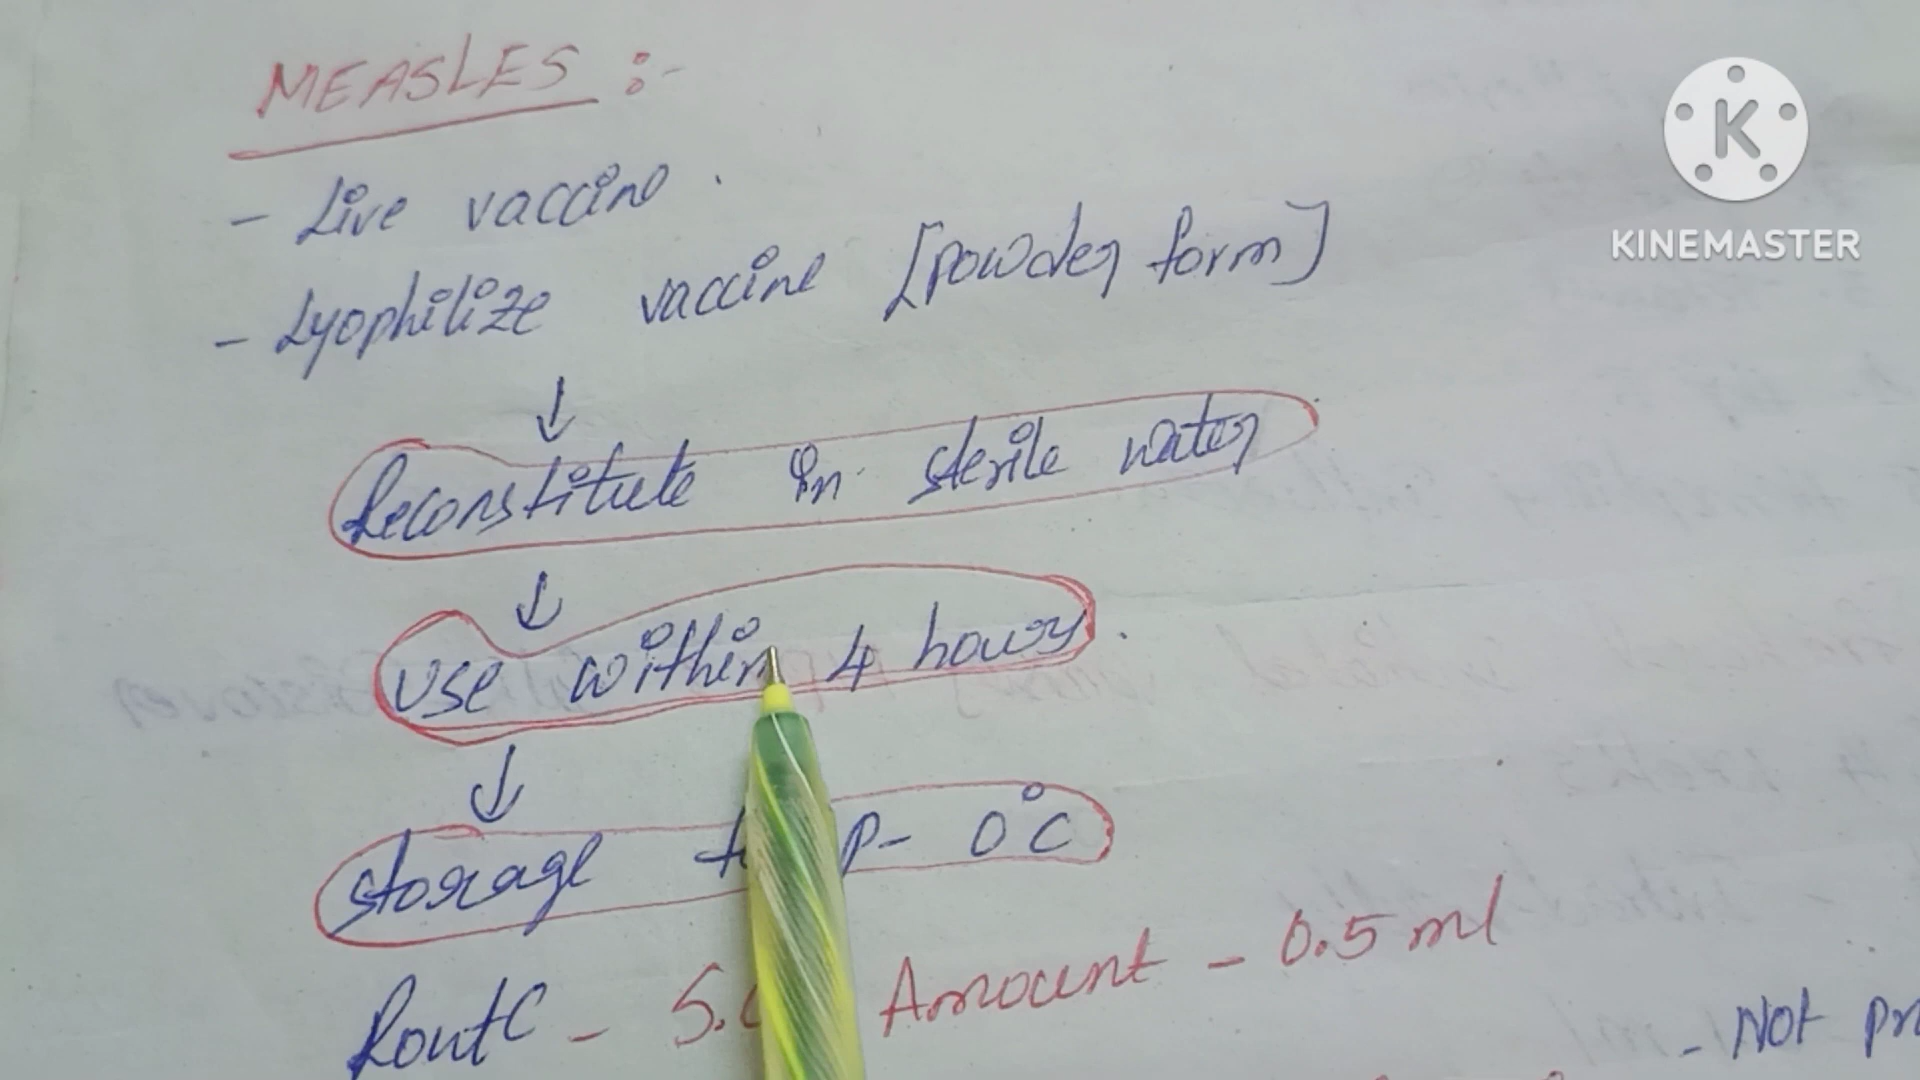 MEASLES :-
- Live vaccine.
- Lyophilize vaccine [powder form]
↓
Reconstitute in sterile water
↓
use within 4 hours.
↓
storage p- 0°C
Route - S. Amount - 0.5 ml
- Not
K
KINEMASTER